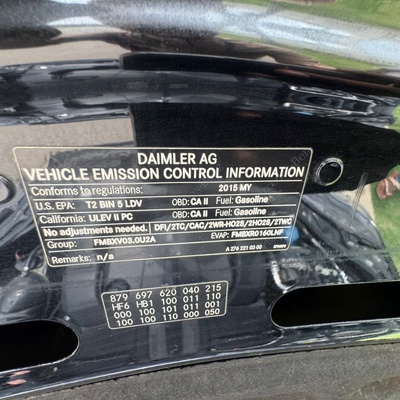 DAIMLER AG
VEHICLE EMISSION CONTROL INFORMATION
Conforms to regulations: 2015 MY
U.S. EPA: T2 BIN 5 LDV OBD: CA II Fuel: Gasoline
California: ULEV II PC OBD: CA II Fuel: Gasoline
No adjustments needed. DFI/2TC/CAC/2WR-HO2S/2HO2S/2TWC
Group: FMBXV03.0U2A EVAP: FMBXR0160LNF
Remarks: n/a A 276 221 03 00
879 697 620 040 215
HF6 HB1 100 011 110
000 100 101 011 001
100 100 110 000 050